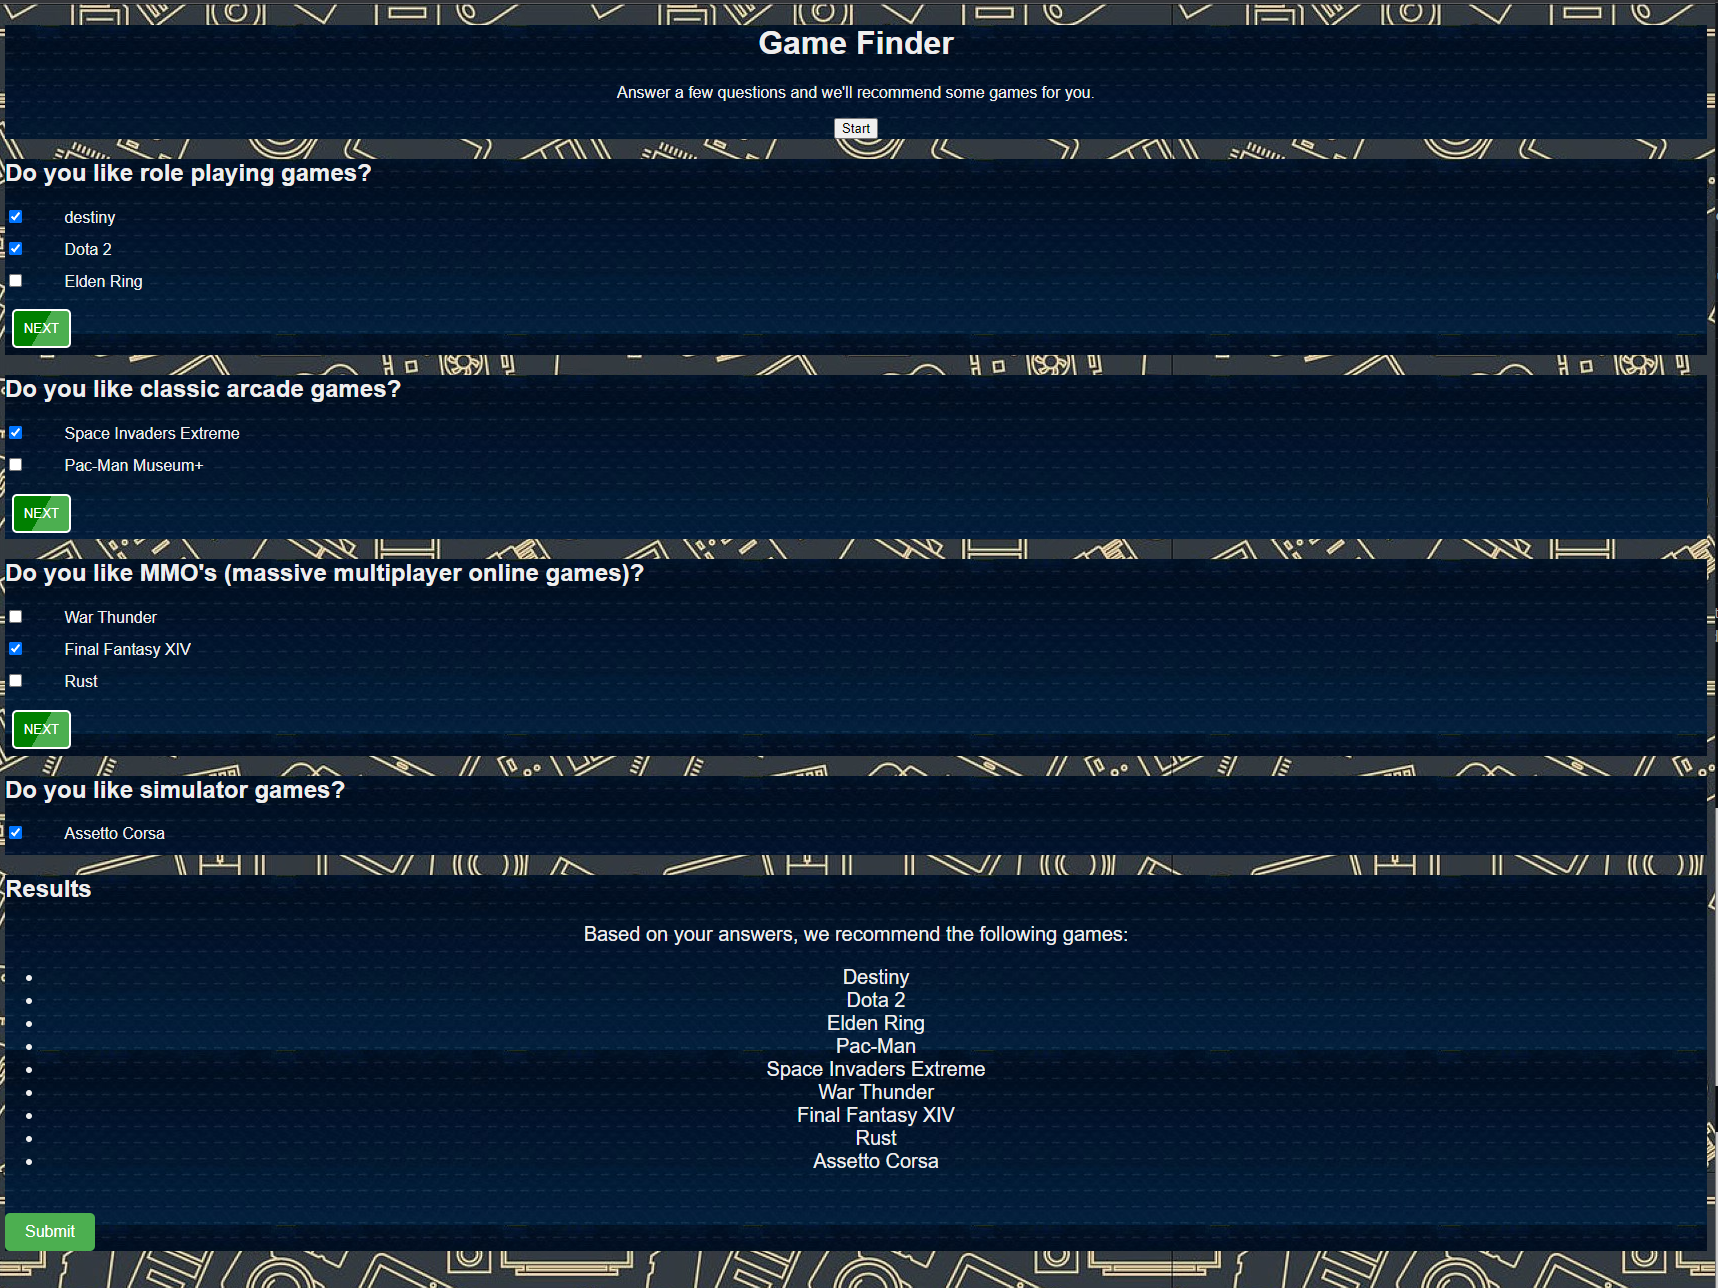 Game Finder
Answer a few questions and we'll recommend some games for you.
Start
Do you like role playing games?
destiny
Dota 2
Elden Ring
NEXT
Do you like classic arcade games?
Space Invaders Extreme
Pac-Man Museum+
NEXT
Do you like MMO's (massive multiplayer online games)?
War Thunder
Final Fantasy XIV
Rust
NEXT
Do you like simulator games?
Assetto Corsa
Results
Based on your answers, we recommend the following games:
Destiny
Dota 2
Elden Ring
Pac-Man
Space Invaders Extreme
War Thunder
Final Fantasy XIV
Rust
Assetto Corsa
Submit